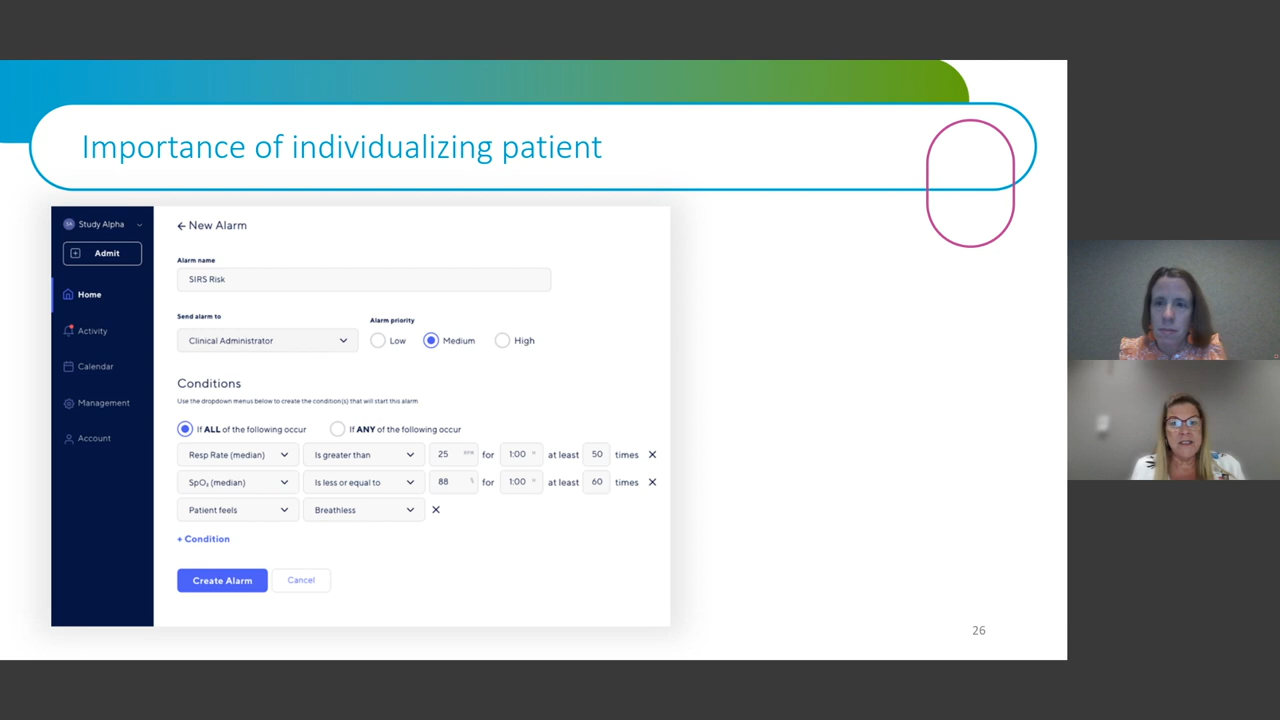 Importance of individualizing patient
SA Study Alpha
Admit
Home
Activity
Calendar
Management
Account
New Alarm
Alarm name
SIRS Risk
Send alarm to
Clinical Administrator
Alarm priority
Low Medium High
Conditions
Use the dropdown menus below to create the condition(s) that will start this alarm
If ALL of the following occur If ANY of the following occur
Resp Rate (median) Is greater than 25 for 1:00 at least 50 times
SpO₂ (median) Is less or equal to 88 for 1:00 at least 60 times
Patient feels Breathless
+ Condition
Create Alarm Cancel
26